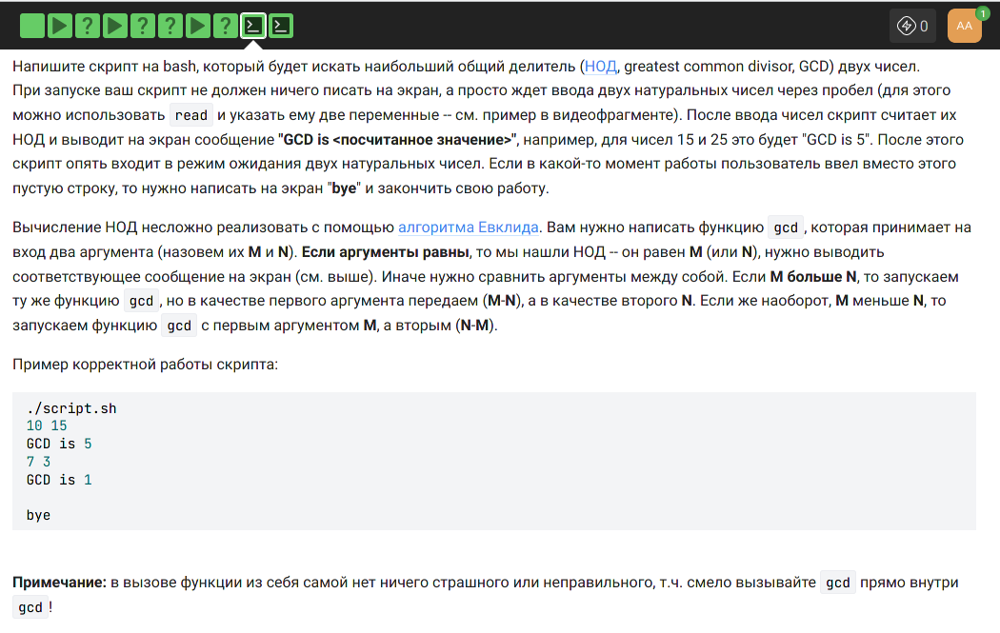 ? ? ? ? >_ >_ 0 AA 1
Напишите скрипт на bash, который будет искать наибольший общий делитель (НОД, greatest common divisor, GCD) двух чисел.
При запуске ваш скрипт не должен ничего писать на экран, а просто ждет ввода двух натуральных чисел через пробел (для этого
можно использовать read и указать ему две переменные -- см. пример в видеофрагменте). После ввода чисел скрипт считает их
НОД и выводит на экран сообщение "GCD is <посчитанное значение>", например, для чисел 15 и 25 это будет "GCD is 5". После этого
скрипт опять входит в режим ожидания двух натуральных чисел. Если в какой-то момент работы пользователь ввел вместо этого
пустую строку, то нужно написать на экран "bye" и закончить свою работу.
Вычисление НОД несложно реализовать с помощью алгоритма Евклида. Вам нужно написать функцию gcd, которая принимает на
вход два аргумента (назовем их M и N). Если аргументы равны, то мы нашли НОД -- он равен M (или N), нужно выводить
соответствующее сообщение на экран (см. выше). Иначе нужно сравнить аргументы между собой. Если M больше N, то запускаем
ту же функцию gcd, но в качестве первого аргумента передаем (M-N), а в качестве второго N. Если же наоборот, M меньше N, то
запускаем функцию gcd с первым аргументом M, а вторым (N-M).
Пример корректной работы скрипта:
./script.sh
10 15
GCD is 5
7 3
GCD is 1
bye
Примечание: в вызове функции из себя самой нет ничего страшного или неправильного, т.ч. смело вызывайте gcd прямо внутри
gcd!